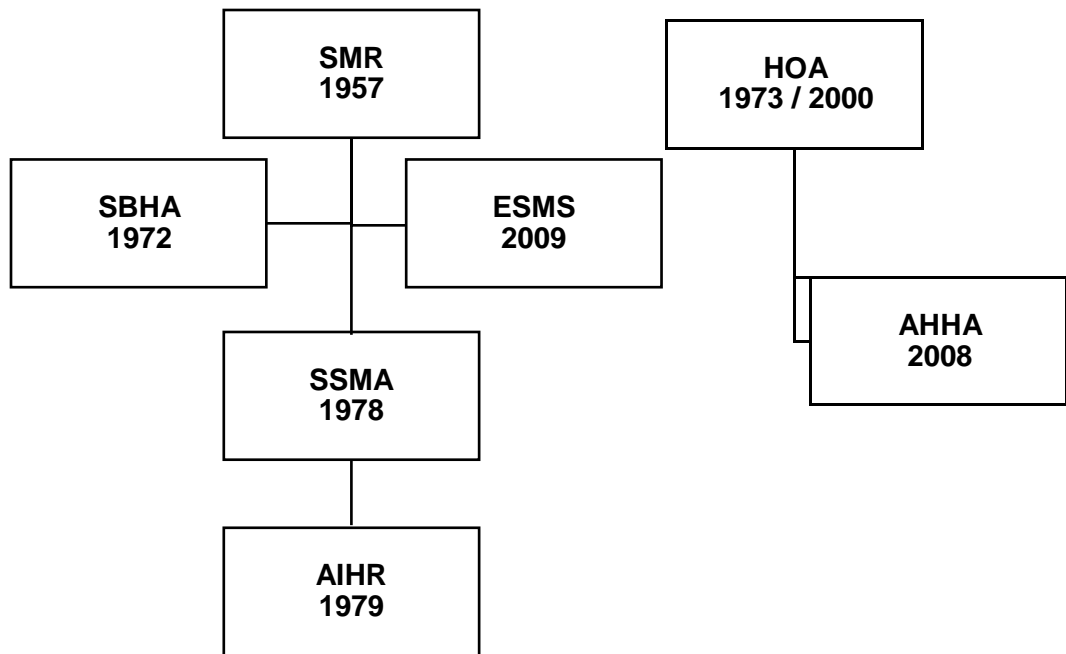 SMR
1957
HOA
1973 / 2000
SBHA
1972
ESMS
2009
AHHA
2008
SSMA
1978
AIHR
1979